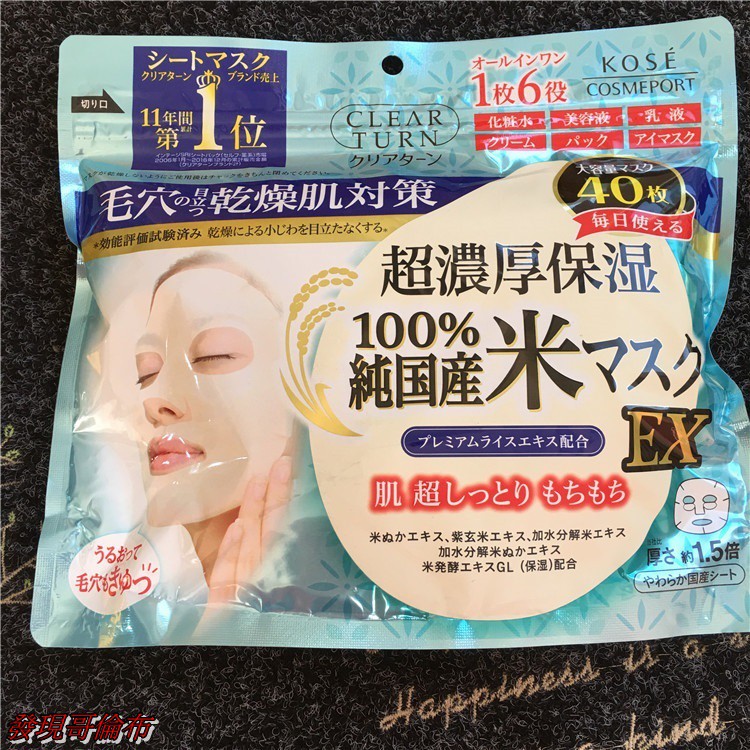 シートマスク
クリアターン ブランド売上
11年間 累計
第1位
切り口
CLEAR
TURN
クリアターン
オールインワン
1枚6役
化粧水 美容液 乳液
クリーム パック アイマスク
KOSÉ
COSMEPORT
毛穴の目立つ乾燥肌対策
*効能評価試験済み 乾燥による小じわを目立たなくする。
大容量マスク
40枚
毎日使える
超濃厚保湿
100%
純国産米マスク
EX
プレミアムライスエキス配合
肌 超しっとり もちもち
米ぬかエキス、紫玄米エキス、加水分解米エキス
加水分解米ぬかエキス
米発酵エキスGL（保湿）配合
うるおって
毛穴もきゅっ
厚さ 約1.5倍
やわらか国産シート
Happiness is a
kind
發現哥倫布